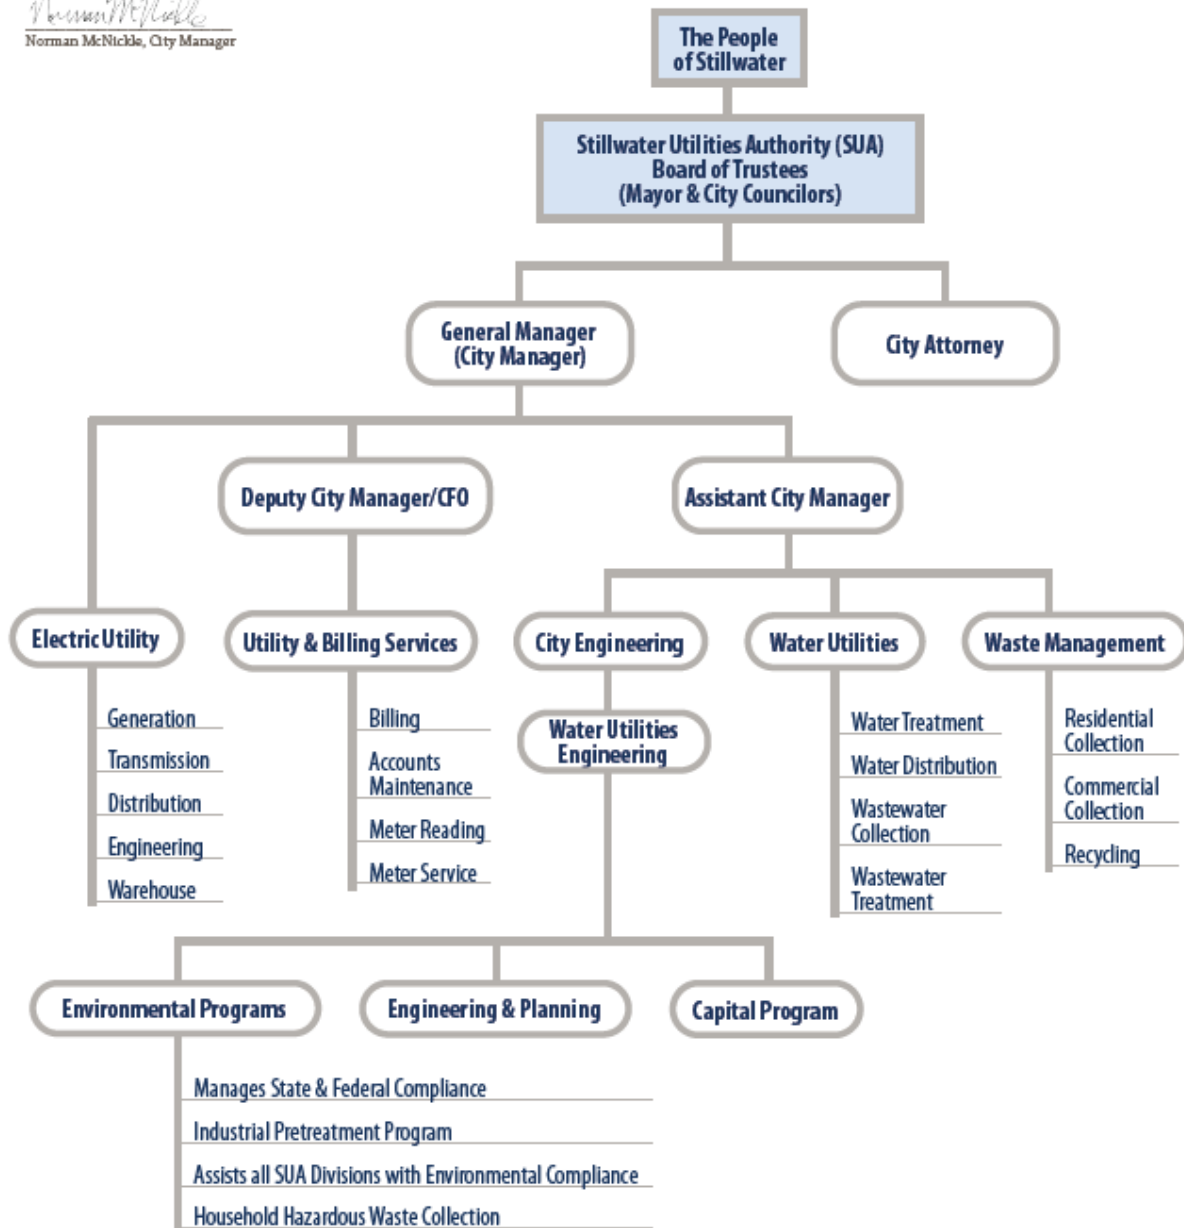 Norman McNickle
Norman McNickle, City Manager
The People
of Stillwater
Stillwater Utilities Authority (SUA)
Board of Trustees
(Mayor & City Councilors)
General Manager
(City Manager)
City Attorney
Deputy City Manager/CFO
Assistant City Manager
Electric Utility
Utility & Billing Services
City Engineering
Water Utilities
Waste Management
Generation
Transmission
Distribution
Engineering
Warehouse
Billing
Accounts
Maintenance
Meter Reading
Meter Service
Water Utilities
Engineering
Water Treatment
Water Distribution
Wastewater
Collection
Wastewater
Treatment
Residential
Collection
Commercial
Collection
Recycling
Environmental Programs
Engineering & Planning
Capital Program
Manages State & Federal Compliance
Industrial Pretreatment Program
Assists all SUA Divisions with Environmental Compliance
Household Hazardous Waste Collection